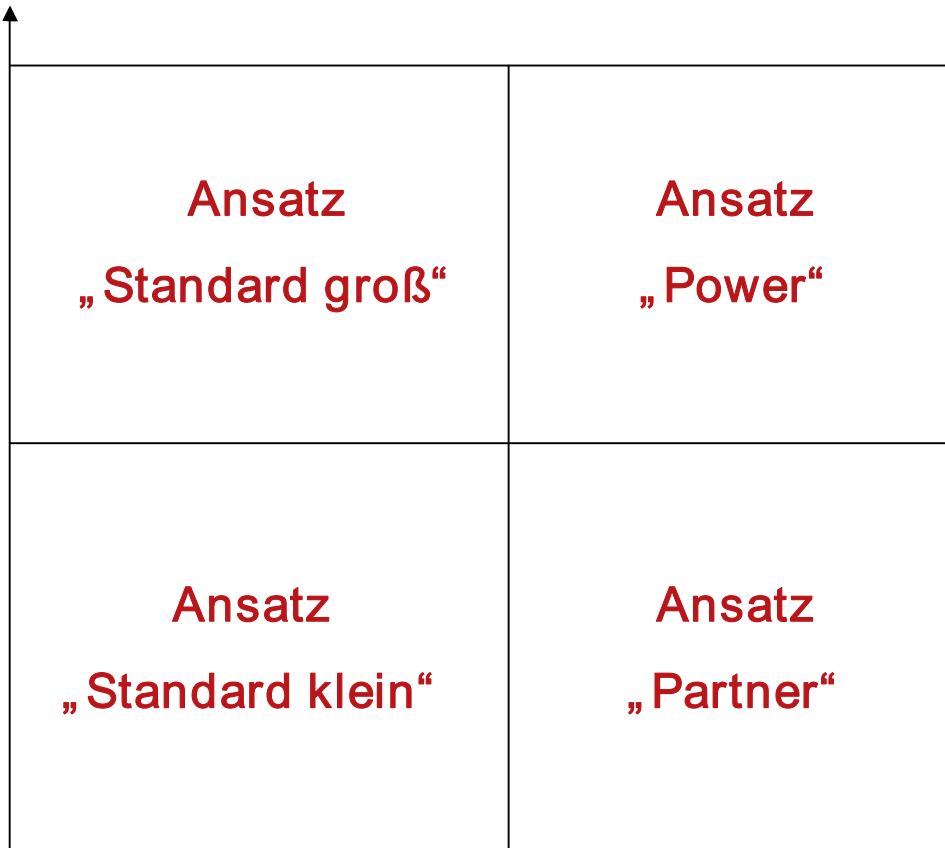 Ansatz
„Standard groß“
Ansatz
„Power“
Ansatz
„Standard klein“
Ansatz
„Partner“